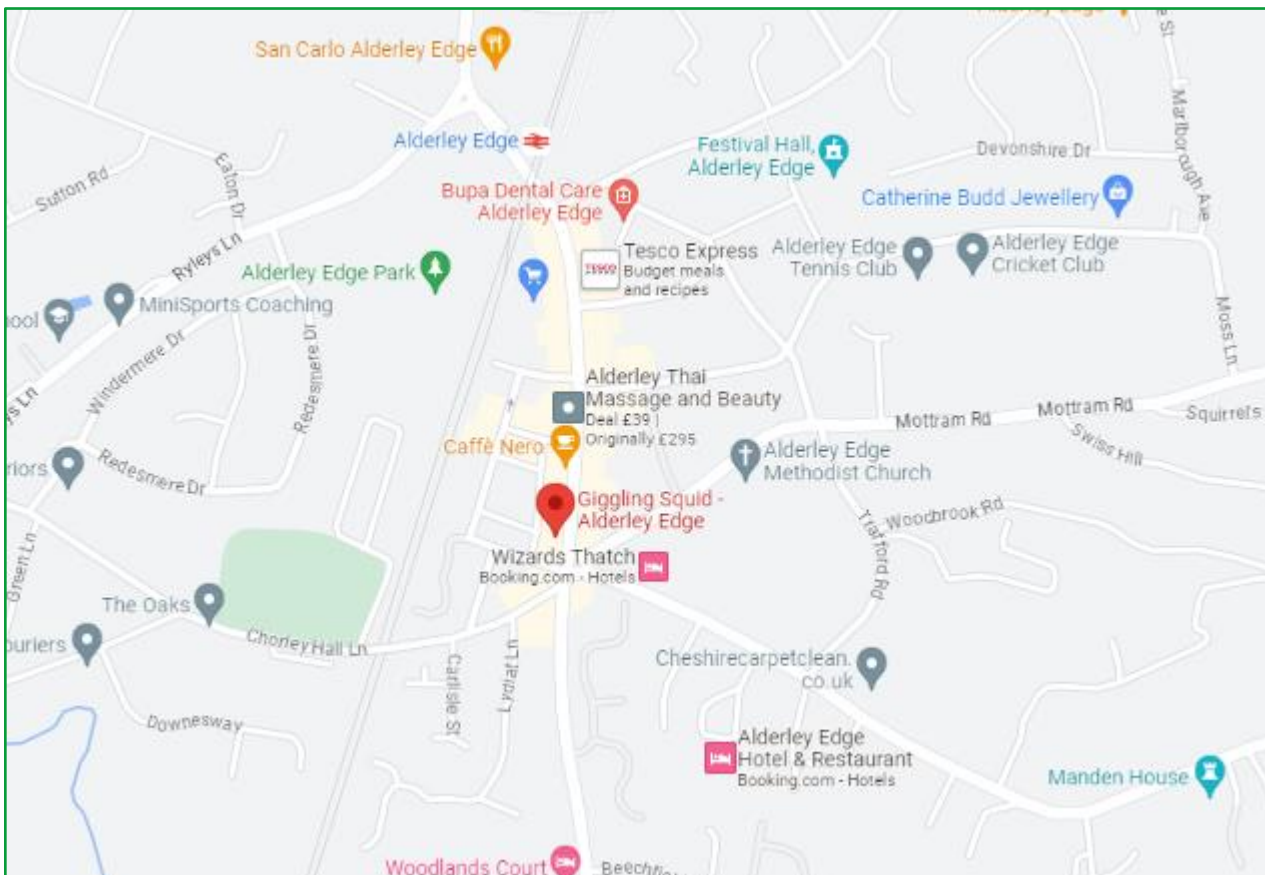 San Carlo Alderley Edge
Alderley Edge
Festival Hall,
Alderley Edge
Devonshire Dr
Marlborough Ave
Sutton Rd
Eaton Dr
Bupa Dental Care
Alderley Edge
Catherine Budd Jewellery
Ryleys Ln
Alderley Edge Park
TESCO
Tesco Express
Budget meals
and recipes
Alderley Edge
Tennis Club
Alderley Edge
Cricket Club
MiniSports Coaching
Windermere Dr
Redesmere Dr
Moss Ln
Alderley Thai
Massage and Beauty
Deal £39 |
Originally £295
Caffè Nero
Mottram Rd
Mottram Rd
Squirrel's
Swiss Hill
Alderley Edge
Methodist Church
Redesmere Dr
Giggling Squid -
Alderley Edge
Woodbrook Rd
Trafford Rd
Green Ln
Wizards Thatch
Booking.com - Hotels
The Oaks
Chorley Hall Ln
Carlisle St
Lydiat Ln
Cheshirecarpetclean.
co.uk
Downesway
Alderley Edge
Hotel & Restaurant
Booking.com - Hotels
Manden House
Woodlands Court